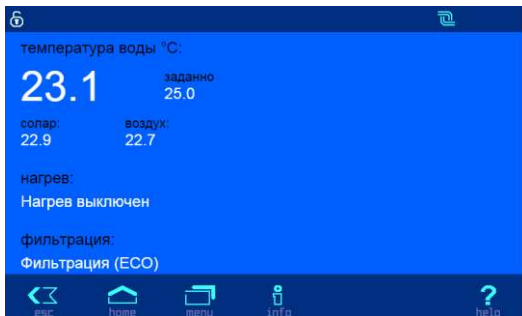 температура воды °C:
23.1
заданно
25.0
солар: воздух:
22.9 22.7
нагрев:
Нагрев выключен
фильтрация:
Фильтрация (ECO)
esc home menu info help